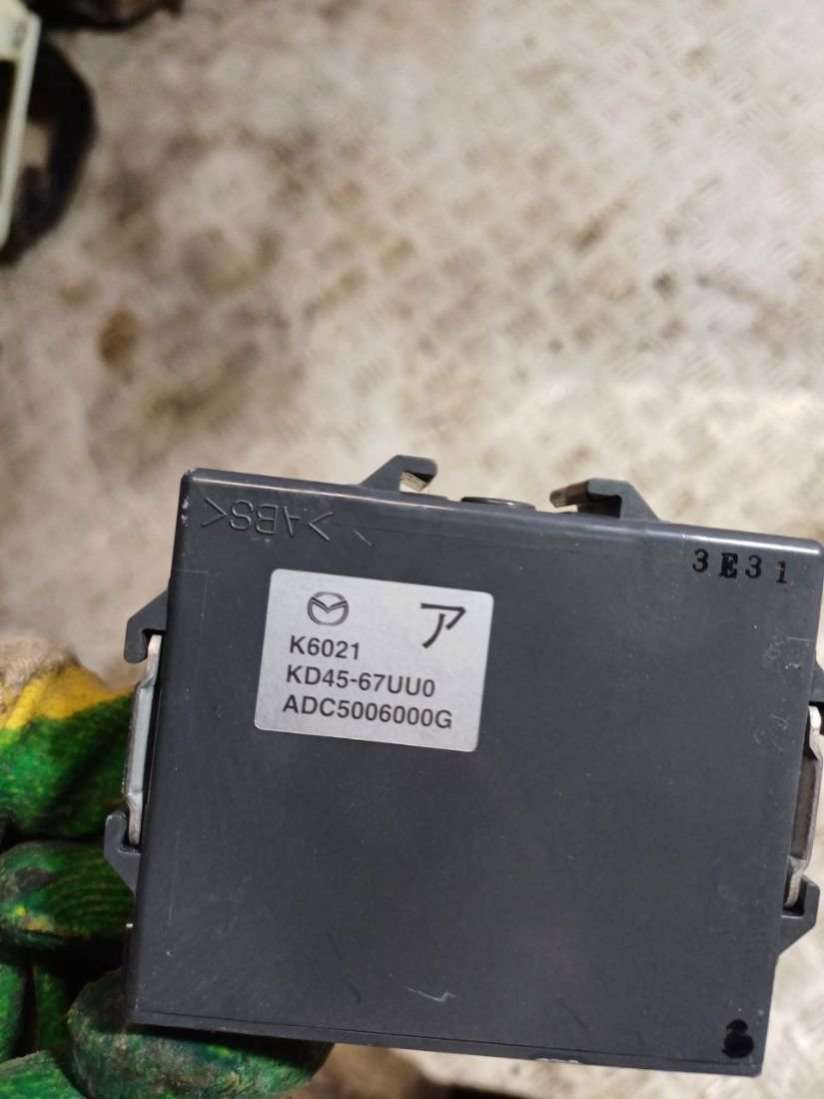 >ABS<
3E31
ア
K6021
KD45-67UU0
ADC5006000G